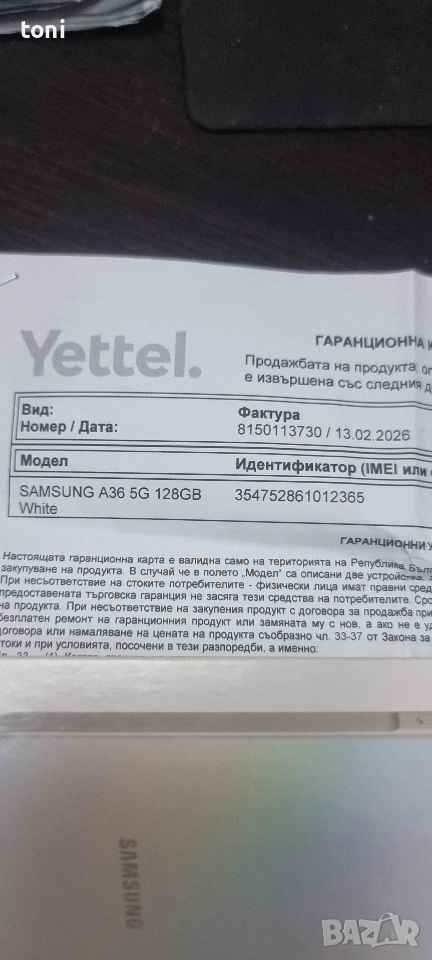 toni
Yettel.
ГАРАНЦИОННА
Продажбата на продукта,
е извършена със следния
Вид: Фактура
Номер / Дата: 8150113730 / 13.02.2026
Модел Идентификатор (IMEI или
SAMSUNG A36 5G 128GB 354752861012365
White
ГАРАНЦИОННИ
Настоящата гаранционна карта е валидна само на територията на Република
закупуване на продукта. В случай че в полето „Модел" са описани две устройства,
При несъответствие на стоките потребителите - физически лица имат правни
предоставената търговска гаранция не засяга тези средства на потребителите.
на продукта. При несъответствие на закупения продукт с договора за продажба
безплатен ремонт на гаранционния продукт или замяната му с нов, а ако не е
договора или намаляване на цената на продукта съобразно чл. 33-37 от Закона за
и при условията, посочени в тези разпоредби, а именно:
SAMSUNG
BAZAR